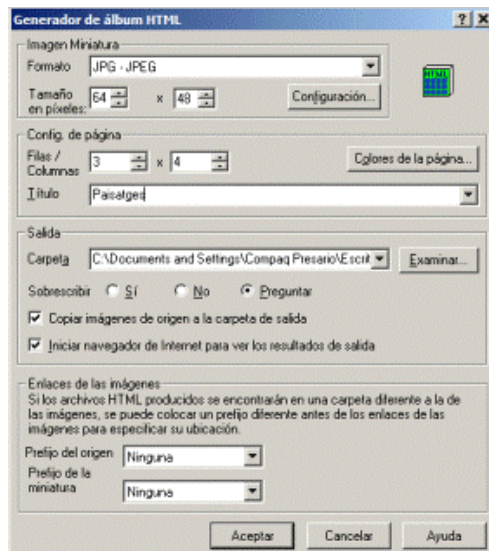 Generador de álbum HTML
Imagen Miniatura
Formato JPG - JPEG
HTML
Tamaño en píxeles: 64 x 48 Configuración...
Config. de página
Filas / Columnas 3 x 4 Colores de la página...
Título Paisatges
Salida
Carpeta C:\Documents and Settings\Compaq Presario\Escrit Examinar...
Sobrescribir Sí No Preguntar
Copiar imágenes de origen a la carpeta de salida
Iniciar navegador de Internet para ver los resultados de salida
Enlaces de las imágenes
Si los archivos HTML producidos se encontrarán en una carpeta diferente a la de
las imágenes, se puede colocar un prefijo diferente antes de los enlaces de las
imágenes para especificar su ubicación.
Prefijo del origen Ninguna
Prefijo de la miniatura Ninguna
Aceptar Cancelar Ayuda